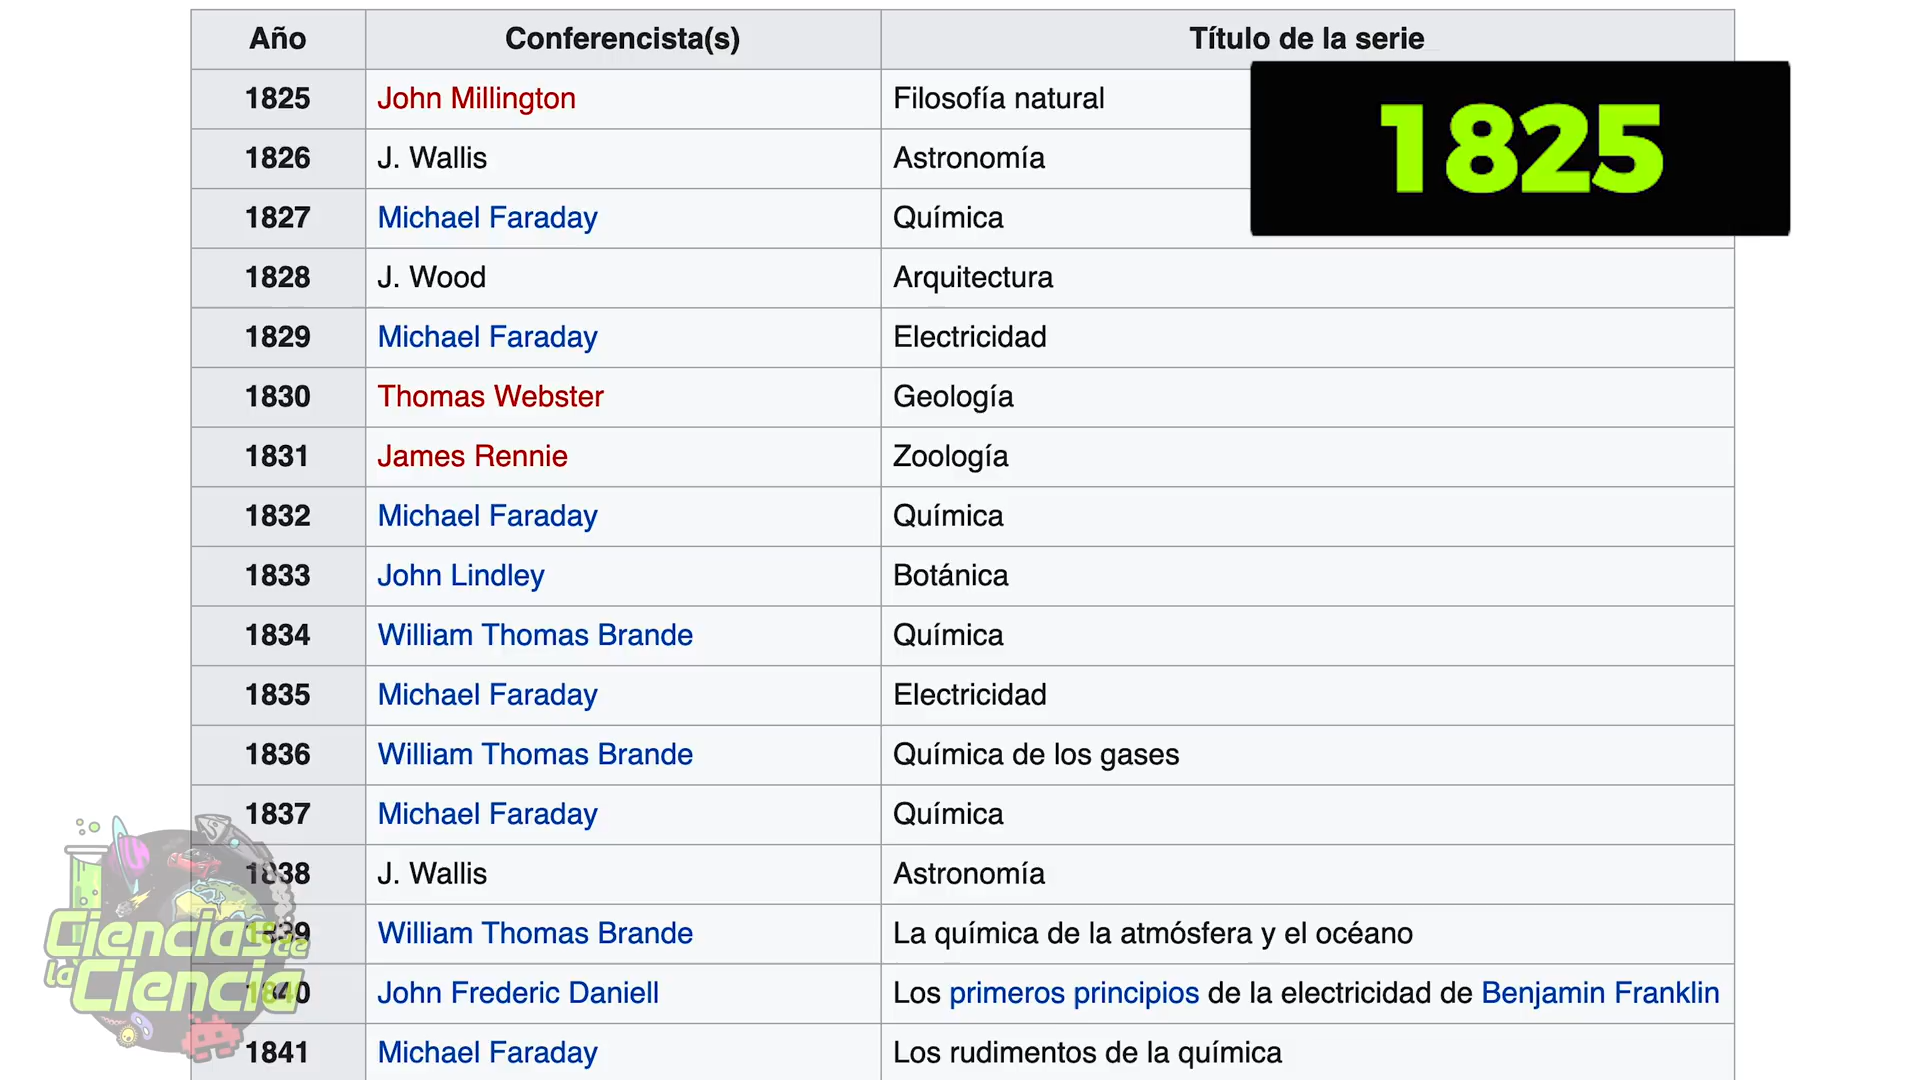 Año Conferencista(s) Título de la serie
1825 John Millington Filosofía natural
1825
1826 J. Wallis Astronomía
1827 Michael Faraday Química
1828 J. Wood Arquitectura
1829 Michael Faraday Electricidad
1830 Thomas Webster Geología
1831 James Rennie Zoología
1832 Michael Faraday Química
1833 John Lindley Botánica
1834 William Thomas Brande Química
1835 Michael Faraday Electricidad
1836 William Thomas Brande Química de los gases
1837 Michael Faraday Química
1838 J. Wallis Astronomía
1839 William Thomas Brande La química de la atmósfera y el océano
1840 John Frederic Daniell Los primeros principios de la electricidad de Benjamin Franklin
1841 Michael Faraday Los rudimentos de la química
Ciencias de
la Ciencia